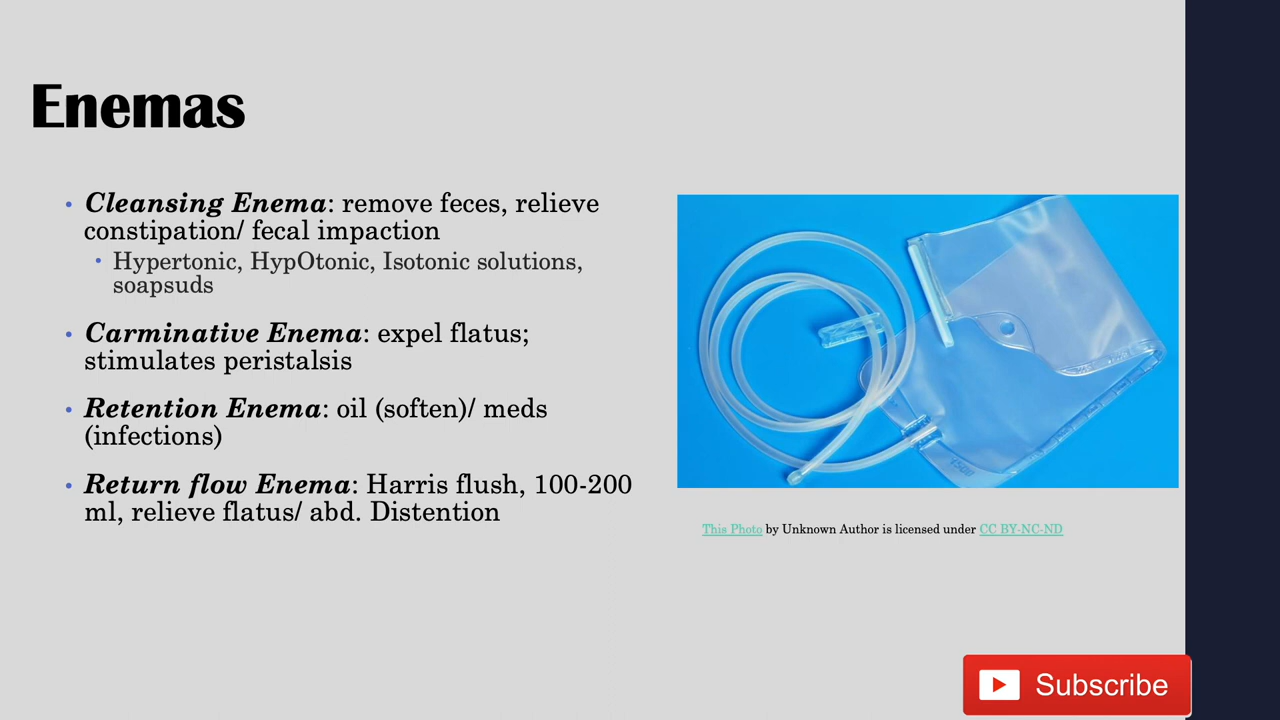 Enemas
• Cleansing Enema: remove feces, relieve
constipation/ fecal impaction
• Hypertonic, HypOtonic, Isotonic solutions,
soapsuds
• Carminative Enema: expel flatus;
stimulates peristalsis
• Retention Enema: oil (soften)/ meds
(infections)
• Return flow Enema: Harris flush, 100-200
ml, relieve flatus/ abd. Distention
This Photo by Unknown Author is licensed under CC BY-NC-ND
Subscribe